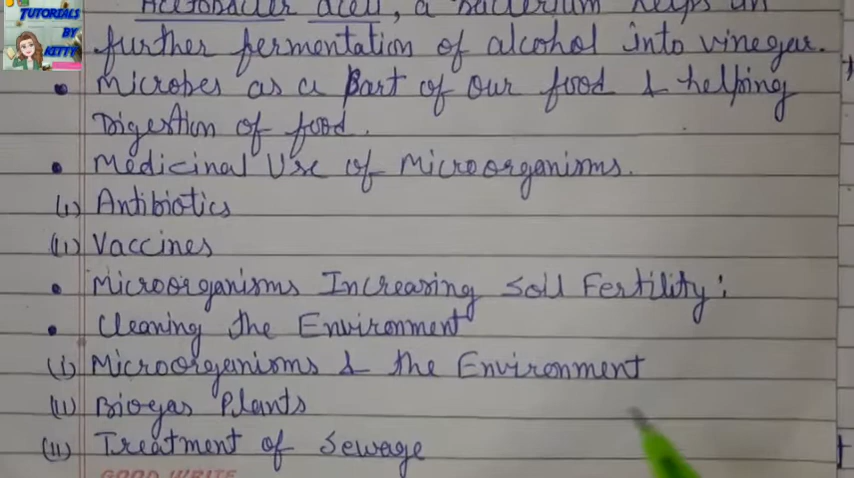 TUTORIALS
BY
KITTY
Acetobacter aceti, a bacterium helps in
further fermentation of alcohol into vinegar.
• Microbes as a part of our food & helping
Digestion of food.
• Medicinal Use of Microorganisms.
(i) Antibiotics
(ii) Vaccines
• Microorganisms Increasing Soil Fertility:
• Cleaning the Environment
(i) Microorganisms & the Environment
(ii) Biogas Plants
(ii) Treatment of Sewage
GOOD WRITE